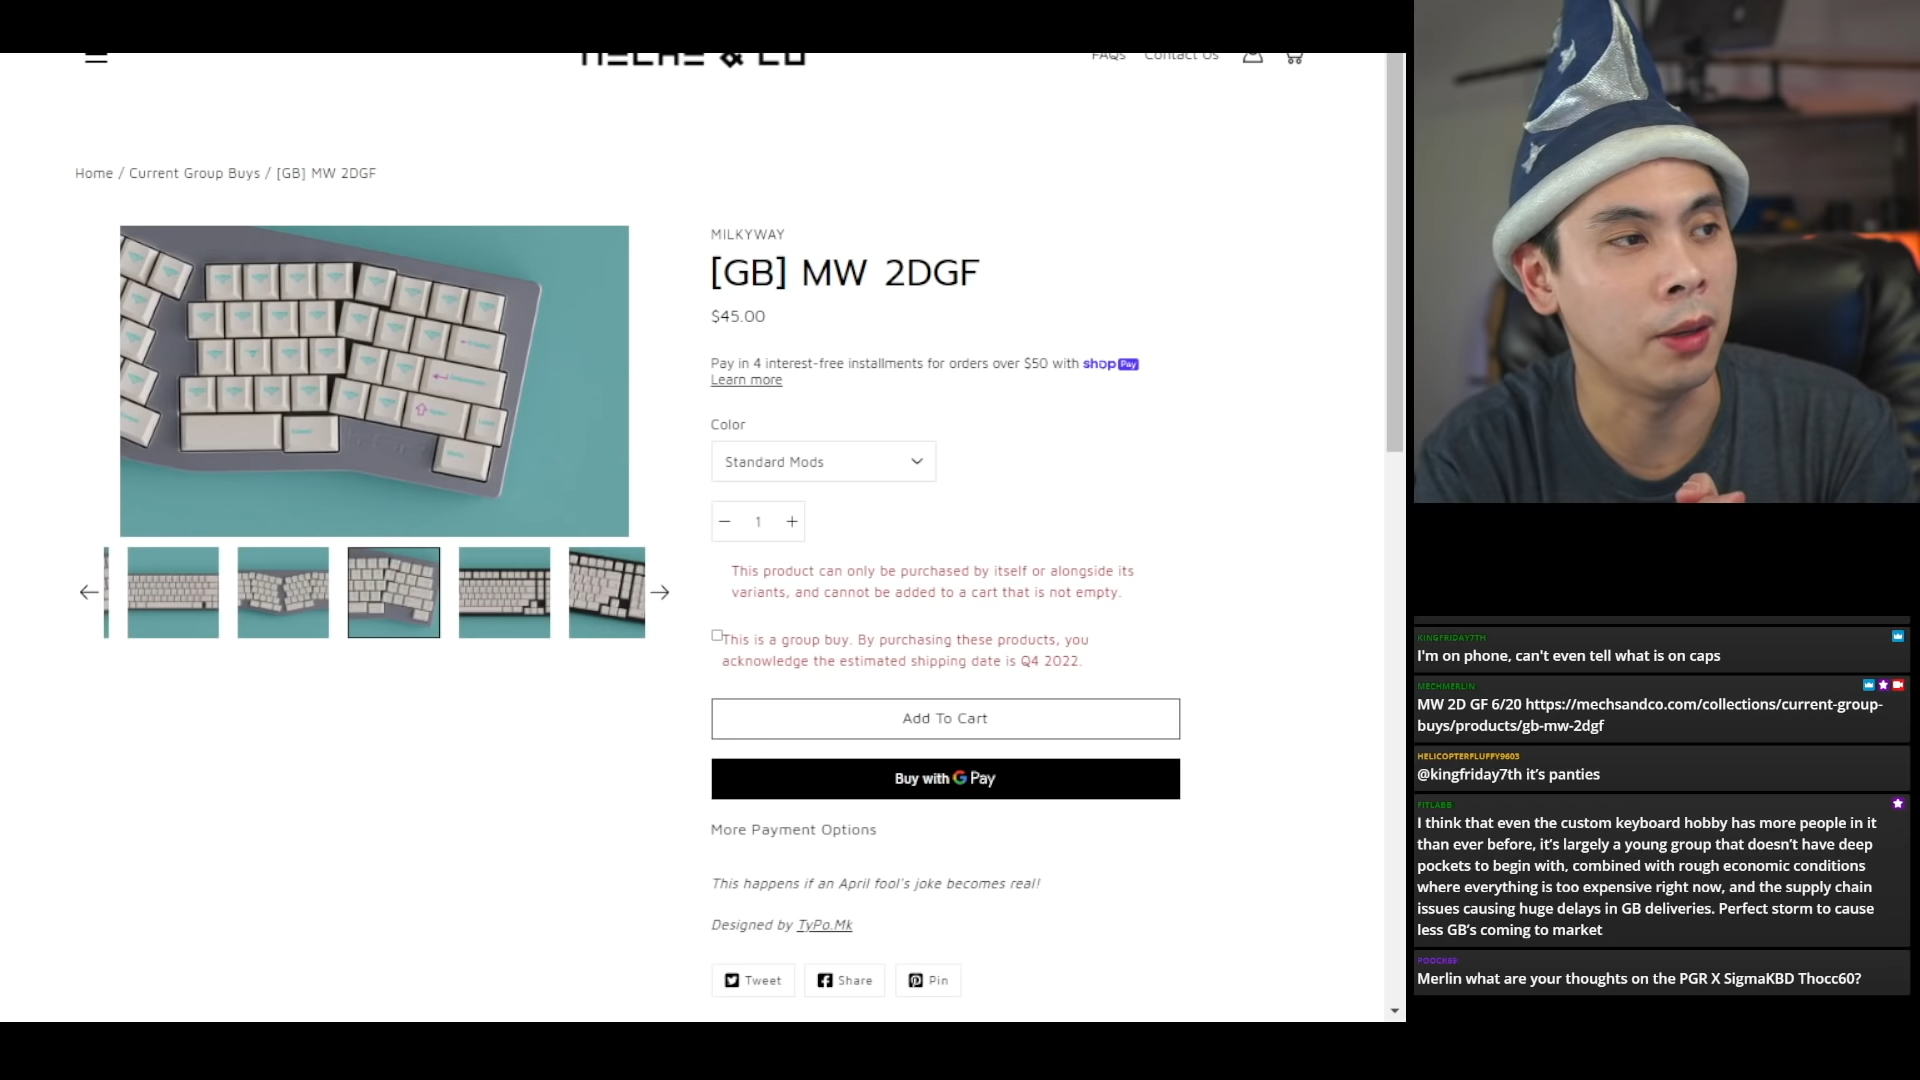 FAQs Contact Us
Home / Current Group Buys / [GB] MW 2DGF
MILKYWAY
[GB] MW 2DGF
$45.00
Pay in 4 interest-free installments for orders over $50 with shop Pay
Learn more
Color
Standard Mods
1
This product can only be purchased by itself or alongside its
variants, and cannot be added to a cart that is not empty.
This is a group buy. By purchasing these products, you
acknowledge the estimated shipping date is Q4 2022.
Add To Cart
Buy with G Pay
More Payment Options
This happens if an April fool's joke becomes real!
Designed by TyPo.Mk
Tweet Share Pin
KINGFRIDAY7TH
I'm on phone, can't even tell what is on caps
MECHMERLIN
MW 2D GF 6/20 https://mechsandco.com/collections/current-group-
buys/products/gb-mw-2dgf
HELICOPTERFLUFFY9603
@kingfriday7th it’s panties
FITLABB
I think that even the custom keyboard hobby has more people in it
than ever before, it’s largely a young group that doesn’t have deep
pockets to begin with, combined with rough economic conditions
where everything is too expensive right now, and the supply chain
issues causing huge delays in GB deliveries. Perfect storm to cause
less GB’s coming to market
Merlin what are your thoughts on the PGR X SigmaKBD Thocc60?